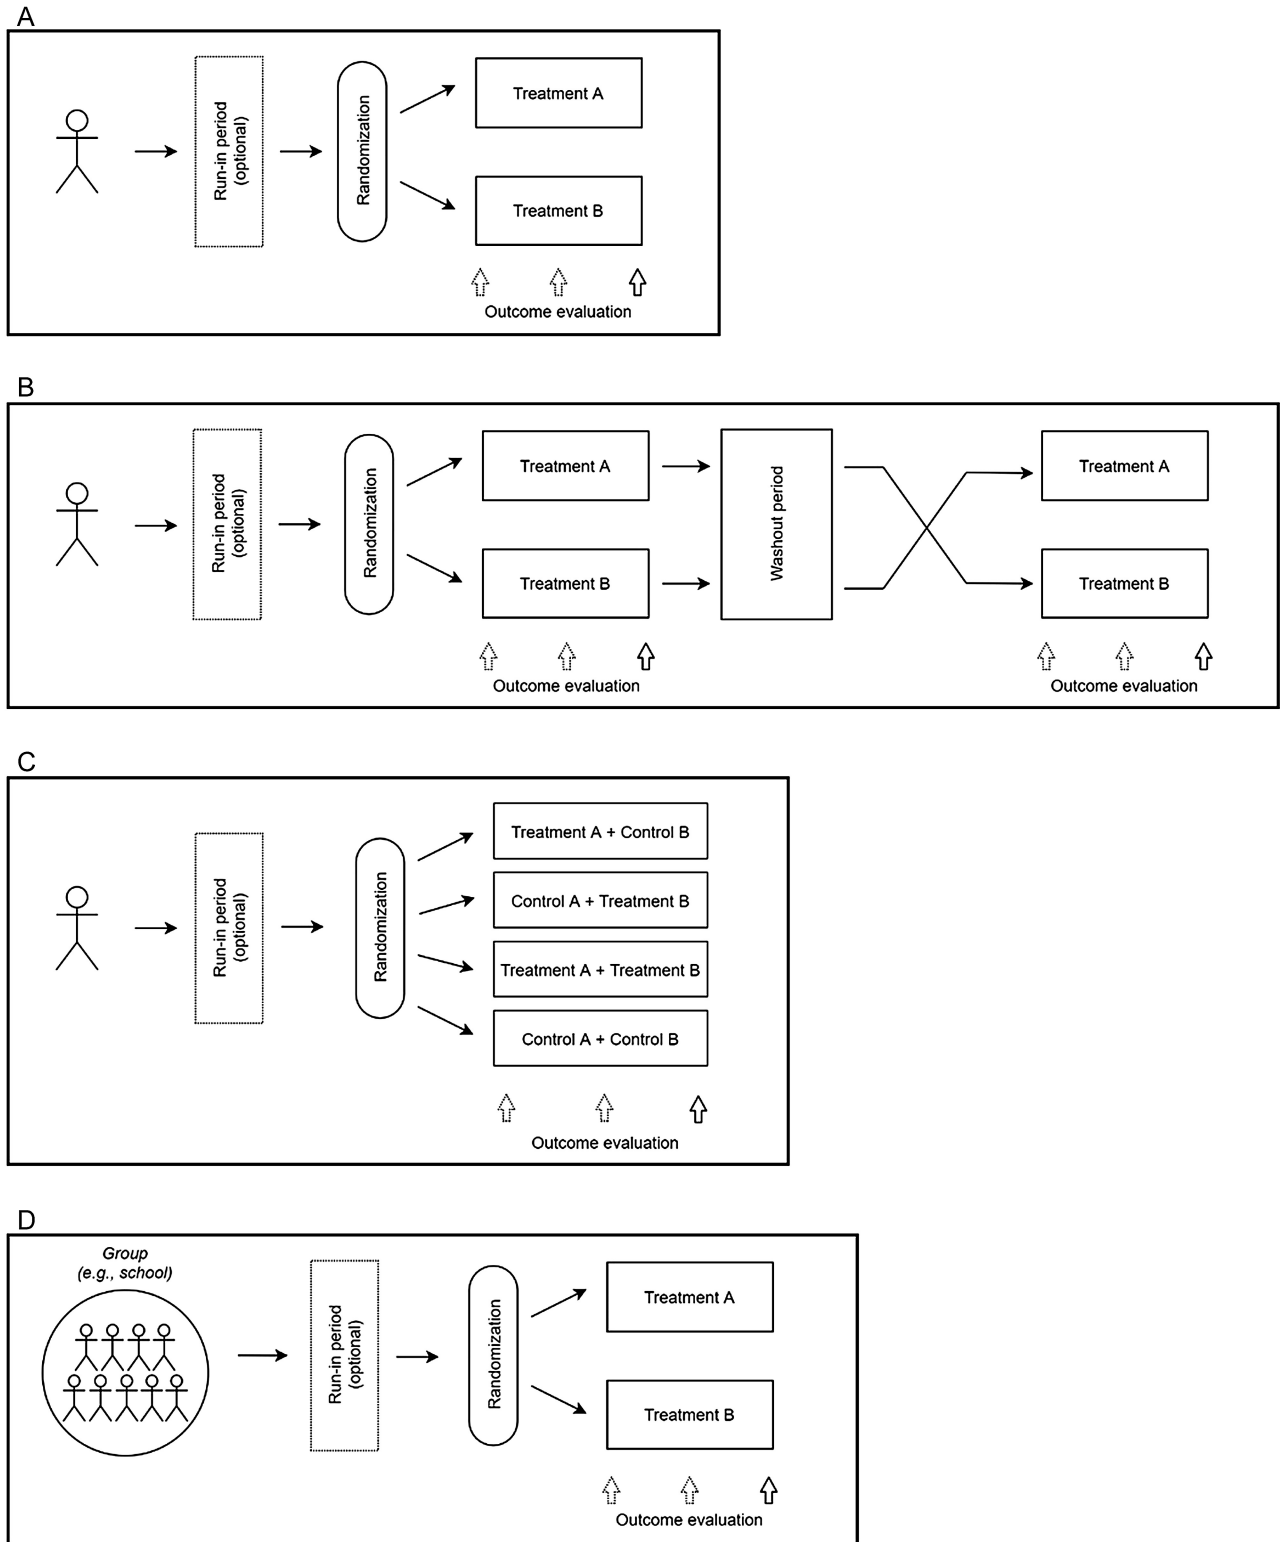 A
Run-in period
(optional)
Randomization
Treatment A
Treatment B
Outcome evaluation
B
Run-in period
(optional)
Randomization
Treatment A
Treatment B
Outcome evaluation
Washout period
Treatment A
Treatment B
Outcome evaluation
C
Run-in period
(optional)
Randomization
Treatment A + Control B
Control A + Treatment B
Treatment A + Treatment B
Control A + Control B
Outcome evaluation
D
Group
(e.g., school)
Run-in period
(optional)
Randomization
Treatment A
Treatment B
Outcome evaluation